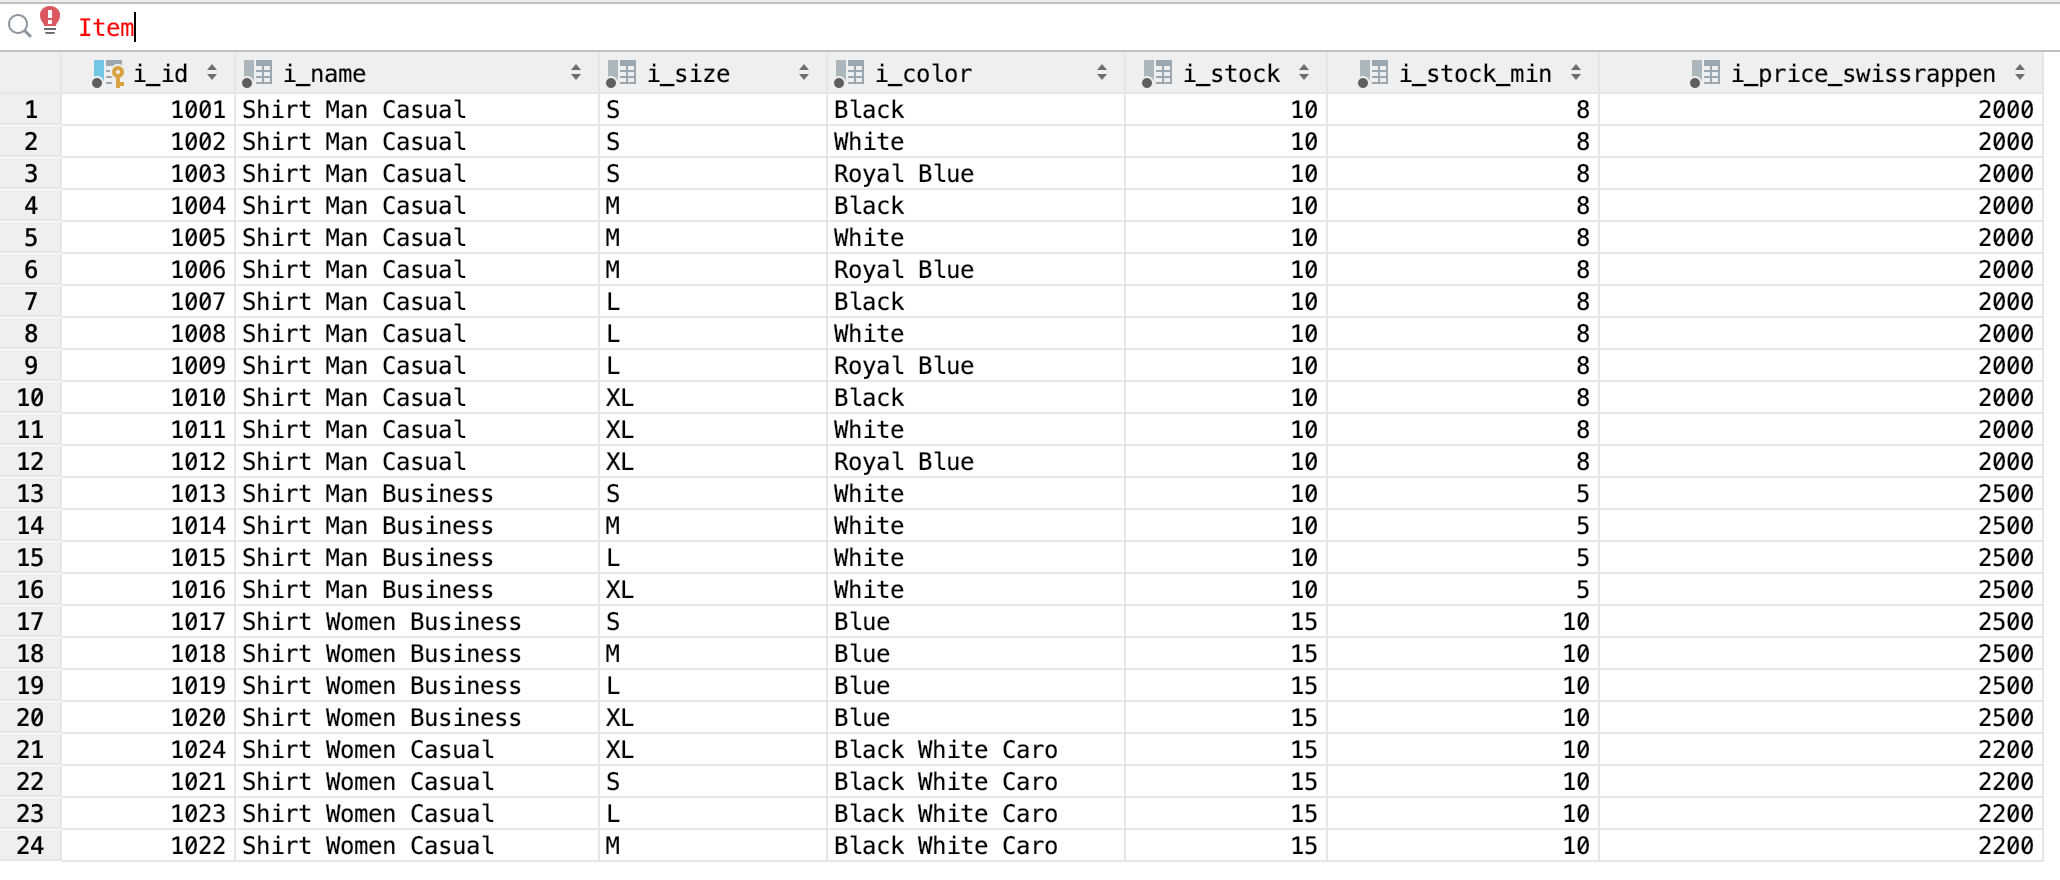 Item
i_id i_name i_size i_color i_stock i_stock_min i_price_swissrappen
1 1001 Shirt Man Casual S Black 10 8 2000
2 1002 Shirt Man Casual S White 10 8 2000
3 1003 Shirt Man Casual S Royal Blue 10 8 2000
4 1004 Shirt Man Casual M Black 10 8 2000
5 1005 Shirt Man Casual M White 10 8 2000
6 1006 Shirt Man Casual M Royal Blue 10 8 2000
7 1007 Shirt Man Casual L Black 10 8 2000
8 1008 Shirt Man Casual L White 10 8 2000
9 1009 Shirt Man Casual L Royal Blue 10 8 2000
10 1010 Shirt Man Casual XL Black 10 8 2000
11 1011 Shirt Man Casual XL White 10 8 2000
12 1012 Shirt Man Casual XL Royal Blue 10 8 2000
13 1013 Shirt Man Business S White 10 5 2500
14 1014 Shirt Man Business M White 10 5 2500
15 1015 Shirt Man Business L White 10 5 2500
16 1016 Shirt Man Business XL White 10 5 2500
17 1017 Shirt Women Business S Blue 15 10 2500
18 1018 Shirt Women Business M Blue 15 10 2500
19 1019 Shirt Women Business L Blue 15 10 2500
20 1020 Shirt Women Business XL Blue 15 10 2500
21 1024 Shirt Women Casual XL Black White Caro 15 10 2200
22 1021 Shirt Women Casual S Black White Caro 15 10 2200
23 1023 Shirt Women Casual L Black White Caro 15 10 2200
24 1022 Shirt Women Casual M Black White Caro 15 10 2200